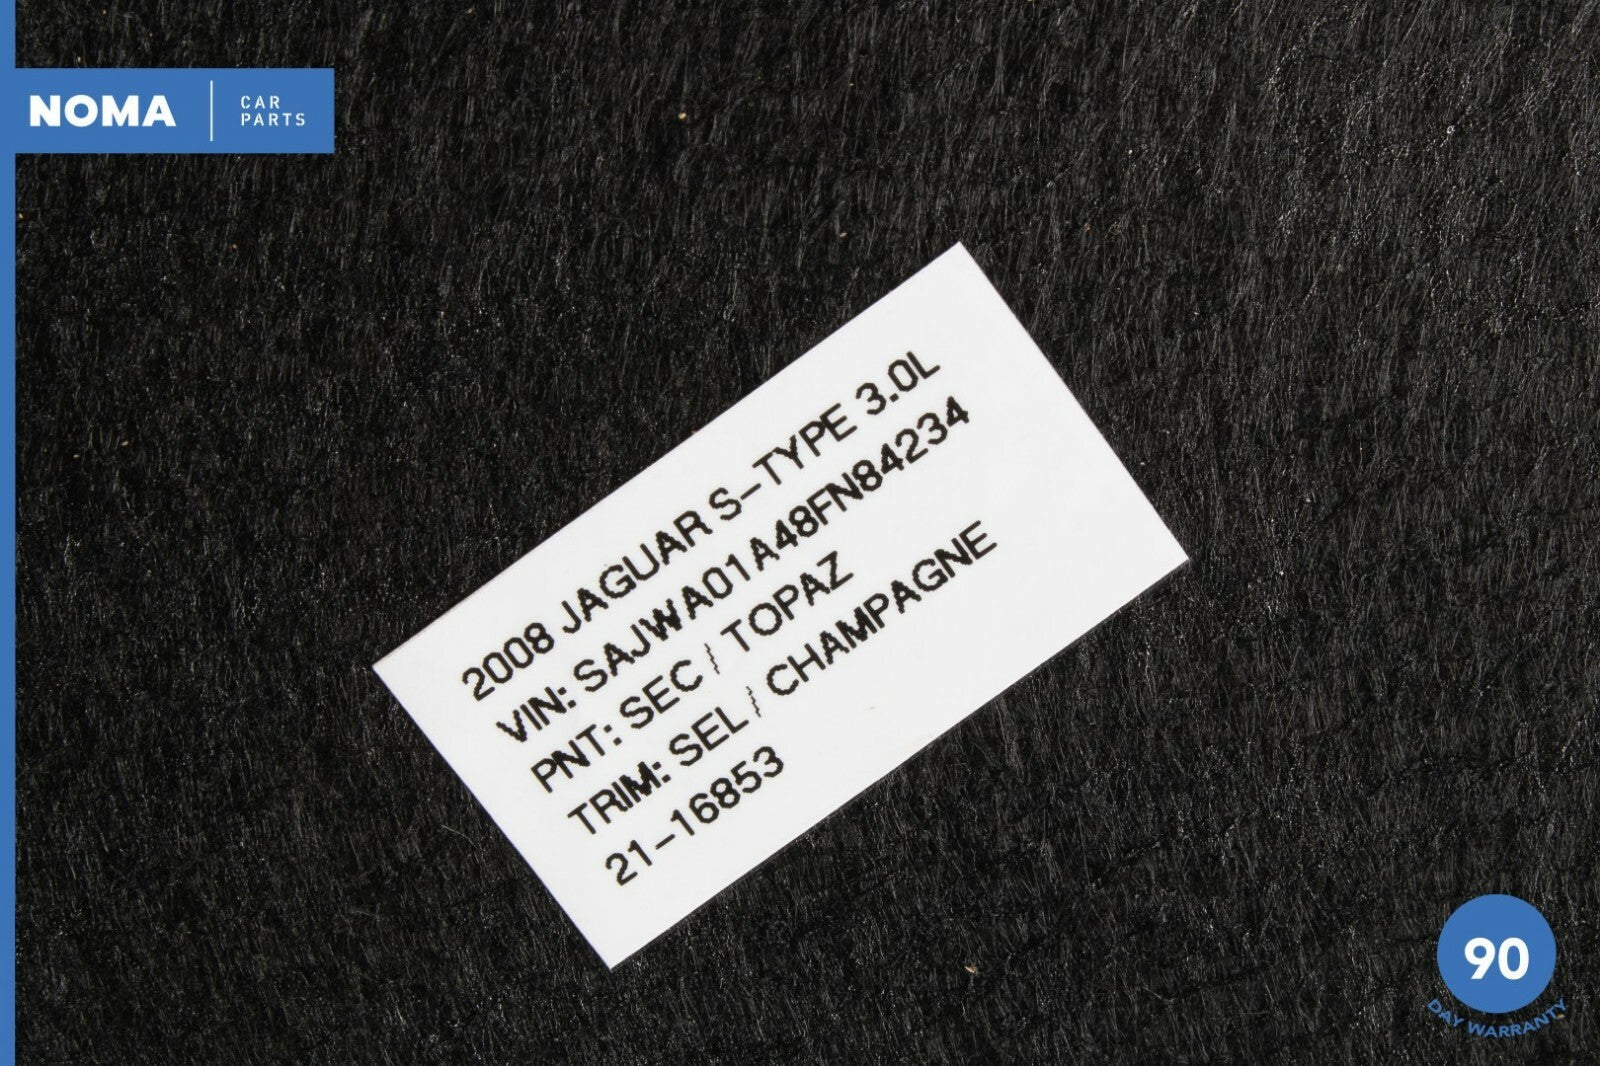 NOMA
CAR
PARTS
2008 JAGUAR S-TYPE 3.0L
VIN: SAJWA01A48FN84234
PNT: SEC / TOPAZ
TRIM: SEL / CHAMPAGNE
21-16853
90
DAY WARRANTY